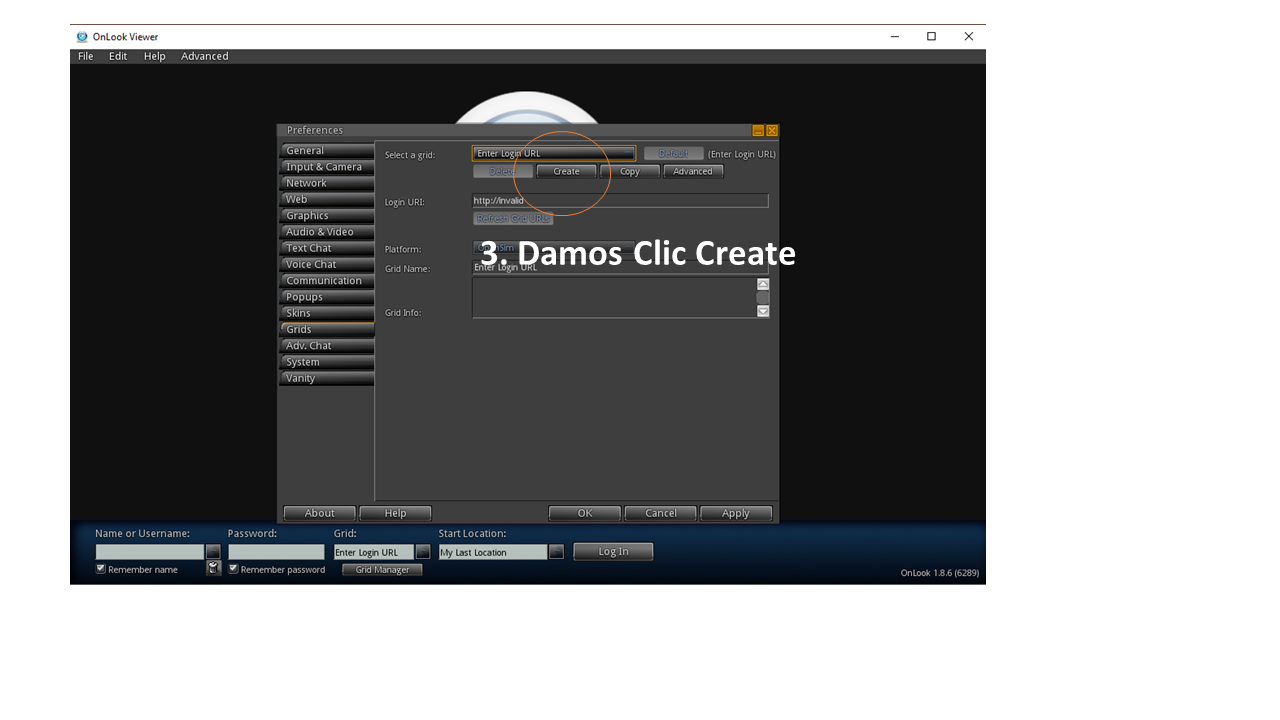 OnLook Viewer
File Edit Help Advanced
Preferences
General
Input & Camera
Network
Web
Graphics
Audio & Video
Text Chat
Voice Chat
Communication
Popups
Skins
Grids
Adv. Chat
System
Vanity
Select a grid: Enter Login URL Default (Enter Login URL)
Delete Create Copy Advanced
Login URI: http://invalid
Refresh Grid URLs
Platform: OpenSim
3. Damos Clic Create
Grid Name: Enter Login URL
Grid Info:
About Help OK Cancel Apply
Name or Username: Password: Grid: Start Location:
Enter Login URL My Last Location Log In
Remember name Remember password Grid Manager
OnLook 1.8.6 (6289)